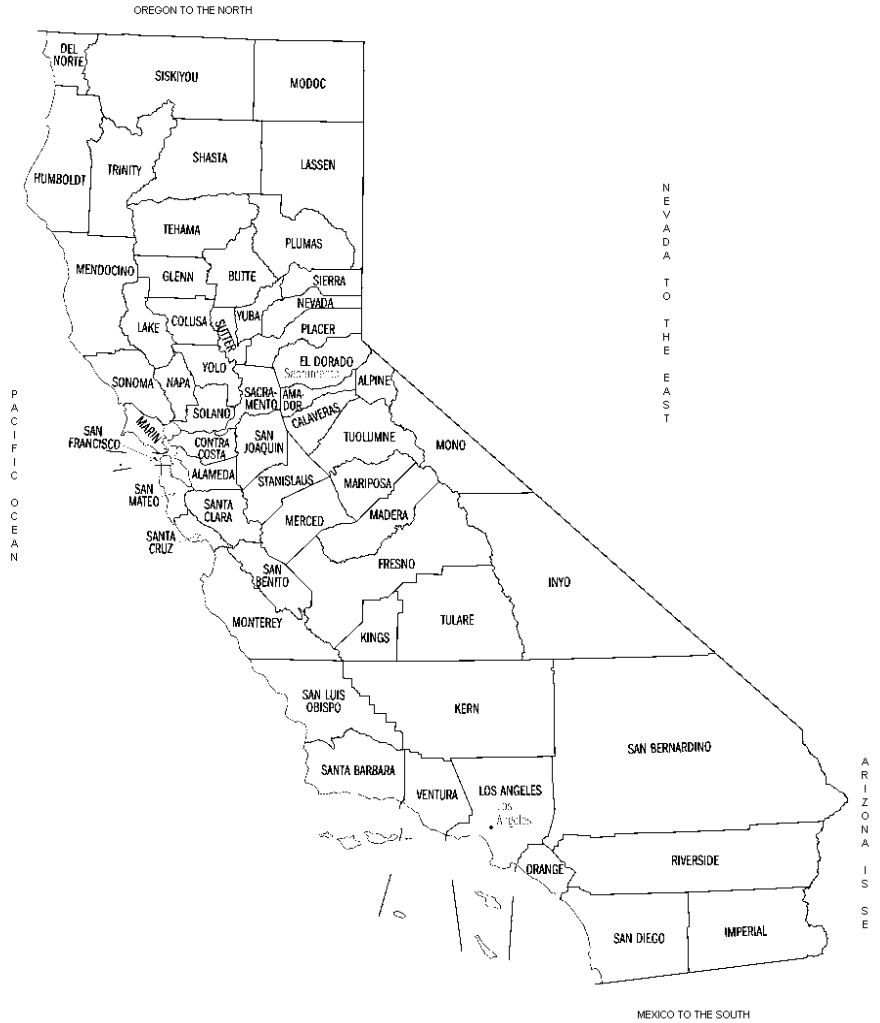 OREGON TO THE NORTH
DEL
NORTE
SISKIYOU
MODOC
HUMBOLDT
TRINITY
SHASTA
LASSEN
TEHAMA
PLUMAS
MENDOCINO
GLENN
BUTTE
SIERRA
NEVADA
YUBA
LAKE
COLUSA
SUTTER
PLACER
YOLO
EL DORADO
Sacramento
SONOMA
NAPA
ALPINE
SACRA-
MENTO
AMA-
DOR
SOLANO
CALAVERAS
MARIN
SAN
FRANCISCO
CONTRA
COSTA
SAN
JOAQUIN
TUOLUMNE
MONO
ALAMEDA
STANISLAUS
MARIPOSA
SAN
MATEO
SANTA
CLARA
MERCED
MADERA
SANTA
CRUZ
FRESNO
SAN
BENITO
INYO
MONTEREY
KINGS
TULARE
SAN LUIS
OBISPO
KERN
SAN BERNARDINO
SANTA BARBARA
VENTURA
LOS ANGELES
Los
Angeles
ORANGE
RIVERSIDE
SAN DIEGO
IMPERIAL
PACIFIC OCEAN
NEVADA TO THE EAST
ARIZONA IS SE
MEXICO TO THE SOUTH